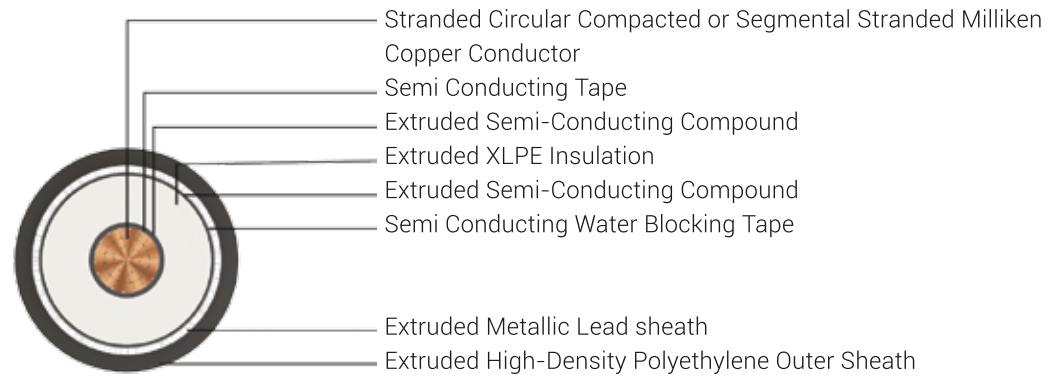 Stranded Circular Compacted or Segmental Stranded Milliken
Copper Conductor
Semi Conducting Tape
Extruded Semi-Conducting Compound
Extruded XLPE Insulation
Extruded Semi-Conducting Compound
Semi Conducting Water Blocking Tape
Extruded Metallic Lead sheath
Extruded High-Density Polyethylene Outer Sheath